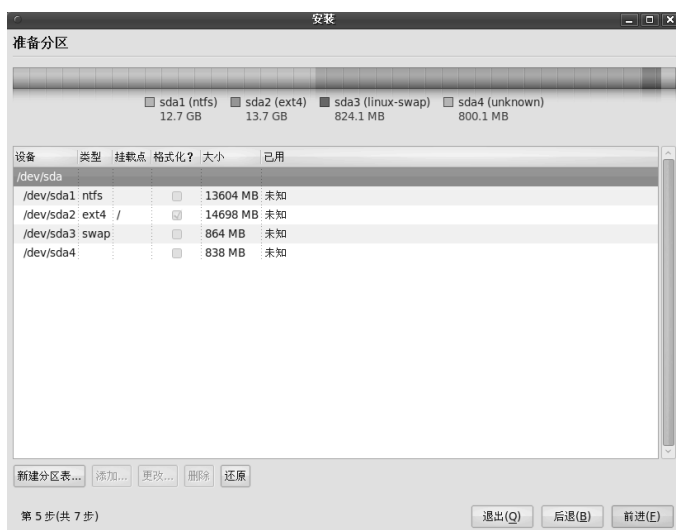 安装
准备分区
sda1 (ntfs) sda2 (ext4) sda3 (linux-swap) sda4 (unknown)
12.7 GB 13.7 GB 824.1 MB 800.1 MB
设备 类型 挂载点 格式化? 大小 已用
/dev/sda
/dev/sda1 ntfs 13604 MB 未知
/dev/sda2 ext4 / 14698 MB 未知
/dev/sda3 swap 864 MB 未知
/dev/sda4 838 MB 未知
新建分区表... 添加... 更改... 删除 还原
第 5 步(共 7 步) 退出(Q) 后退(B) 前进(F)